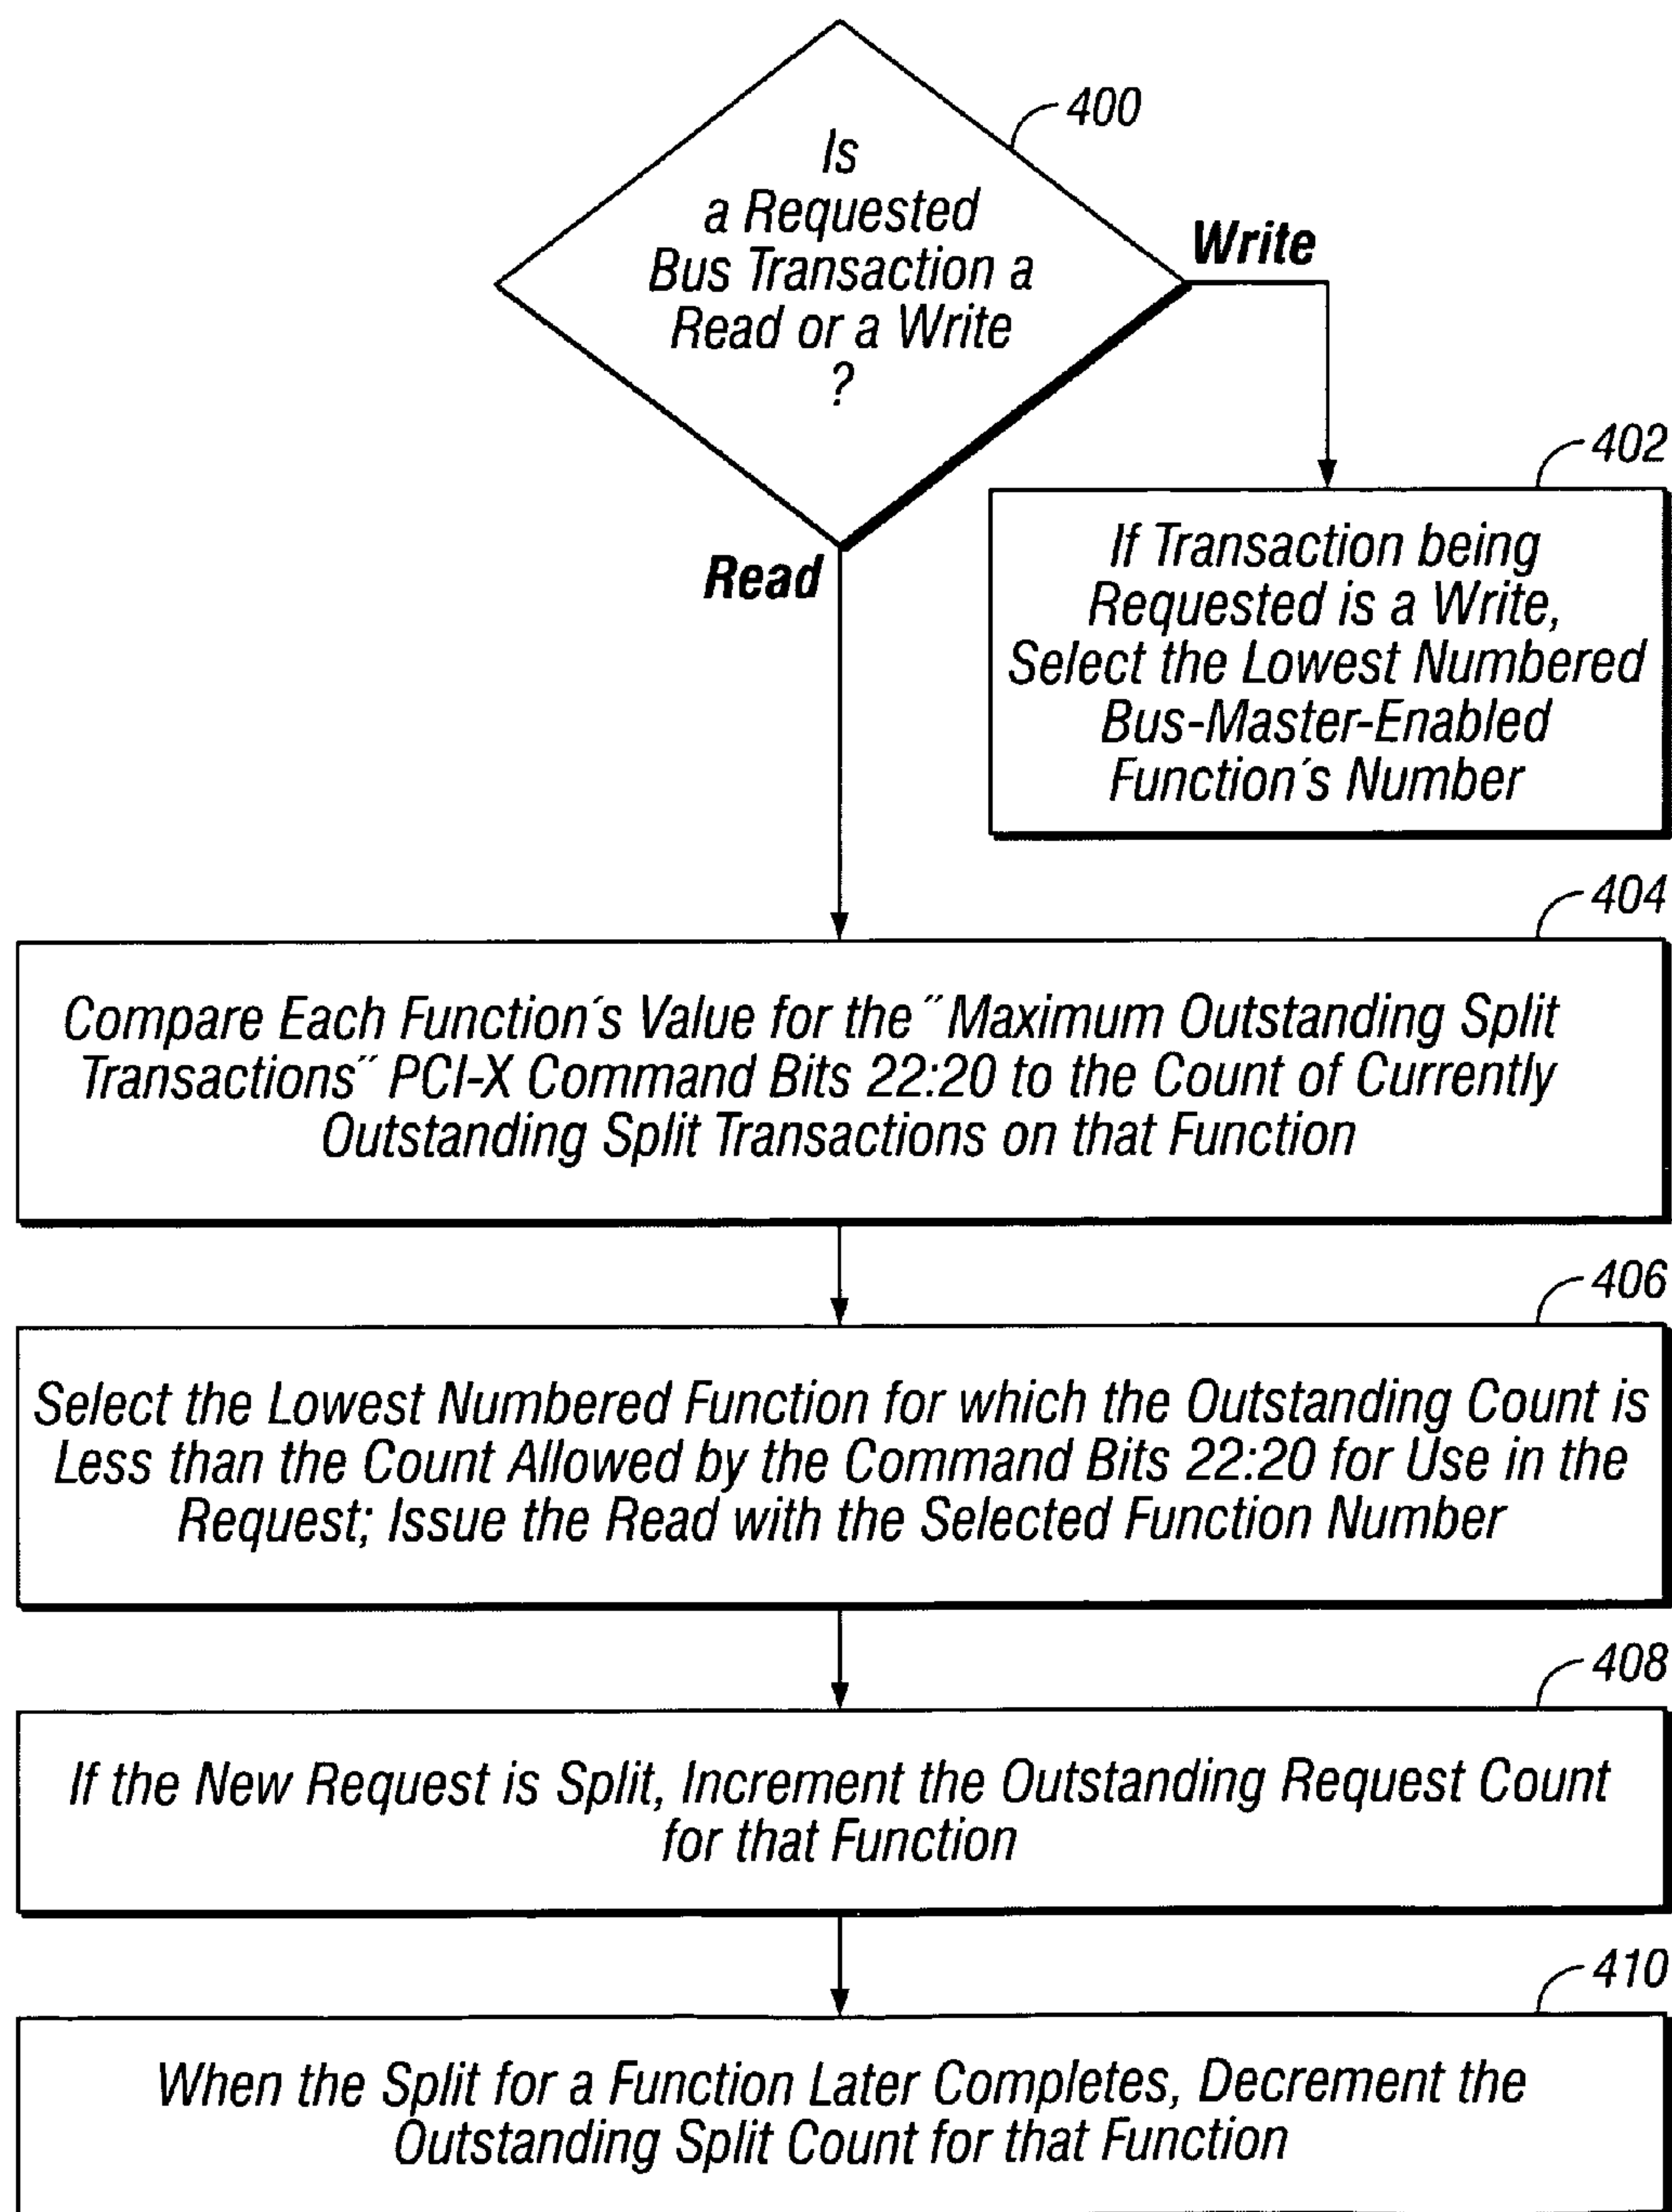 400
Is
a Requested
Bus Transaction a
Read or a Write
?
Write
Read
402
If Transaction being
Requested is a Write,
Select the Lowest Numbered
Bus-Master-Enabled
Function´s Number
404
Compare Each Function´s Value for the ˝Maximum Outstanding Split
Transactions˝ PCI-X Command Bits 22:20 to the Count of Currently
Outstanding Split Transactions on that Function
406
Select the Lowest Numbered Function for which the Outstanding Count is
Less than the Count Allowed by the Command Bits 22:20 for Use in the
Request; Issue the Read with the Selected Function Number
408
If the New Request is Split, Increment the Outstanding Request Count
for that Function
410
When the Split for a Function Later Completes, Decrement the
Outstanding Split Count for that Function